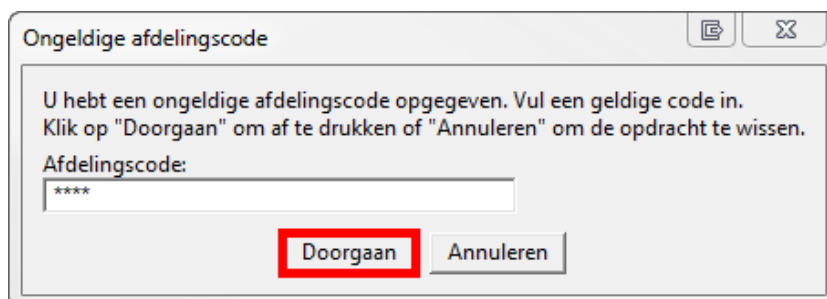 Ongeldige afdelingscode
U hebt een ongeldige afdelingscode opgegeven. Vul een geldige code in.
Klik op "Doorgaan" om af te drukken of "Annuleren" om de opdracht te wissen.
Afdelingscode:
****
Doorgaan Annuleren